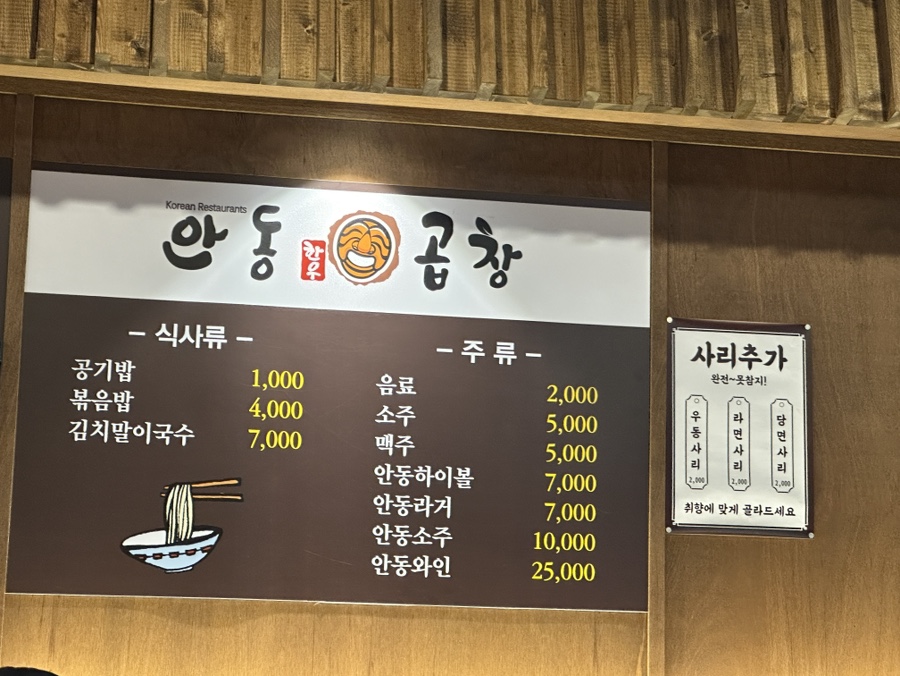 Korean Restaurants
안동 한우 곱창
– 식사류 –
공기밥 1,000
볶음밥 4,000
김치말이국수 7,000
– 주 류 –
음료 2,000
소주 5,000
맥주 5,000
안동하이볼 7,000
안동라거 7,000
안동소주 10,000
안동와인 25,000
사리추가
완전~못참지!
우동사리 2,000
라면사리 2,000
당면사리 2,000
취향에 맞게 골라드세요